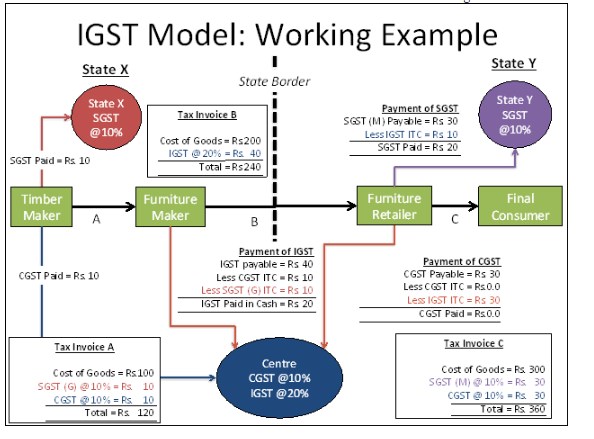 IGST Model: Working Example
State X
State Y
State Border
State X
SGST
@10%
Tax Invoice B
Cost of Goods = Rs200
IGST @ 20% = Rs. 40
Total = Rs240
Payment of SGST
SGST (M) Payable = Rs 30
Less IGST ITC = Rs 10
SGST Paid = Rs 20
State Y
SGST
@10%
SGST Paid = Rs. 10
Timber
Maker
A
Furniture
Maker
B
Furniture
Retailer
C
Final
Consumer
CGST Paid = Rs. 10
Payment of IGST
IGST payable = Rs 40
Less CGST ITC = Rs 10
Less SGST (G) ITC = Rs 10
IGST Paid in Cash = Rs 20
Payment of CGST
CGST Payable = Rs 30
Less CGST ITC = Rs.0.0
Less IGST ITC = Rs 30
CGST Paid = Rs.0.0
Tax Invoice A
Cost of Goods = Rs.100
SGST (G) @ 10% = Rs. 10
CGST @ 10% = Rs. 10
Total = Rs. 120
Centre
CGST @10%
IGST @20%
Tax Invoice C
Cost of Goods = Rs. 300
SGST (M) @ 10% = Rs. 30
CGST @ 10% = Rs. 30
Total = Rs. 360